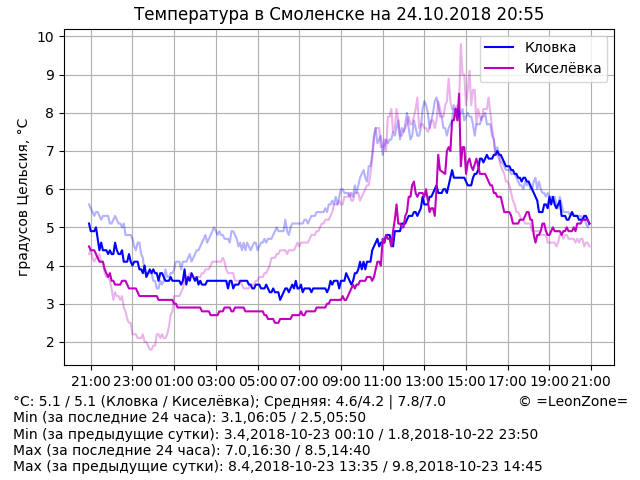 Температура в Смоленске на 24.10.2018 20:55
градусов Цельсия, °C
10
9
8
7
6
5
4
3
2
Кловка
Киселёвка
21:00 23:00 01:00 03:00 05:00 07:00 09:00 11:00 13:00 15:00 17:00 19:00 21:00
°C: 5.1 / 5.1 (Кловка / Киселёвка); Средняя: 4.6/4.2 | 7.8/7.0 © =LeonZone=
Min (за последние 24 часа): 3.1,06:05 / 2.5,05:50
Min (за предыдущие сутки): 3.4,2018-10-23 00:10 / 1.8,2018-10-22 23:50
Max (за последние 24 часа): 7.0,16:30 / 8.5,14:40
Max (за предыдущие сутки): 8.4,2018-10-23 13:35 / 9.8,2018-10-23 14:45